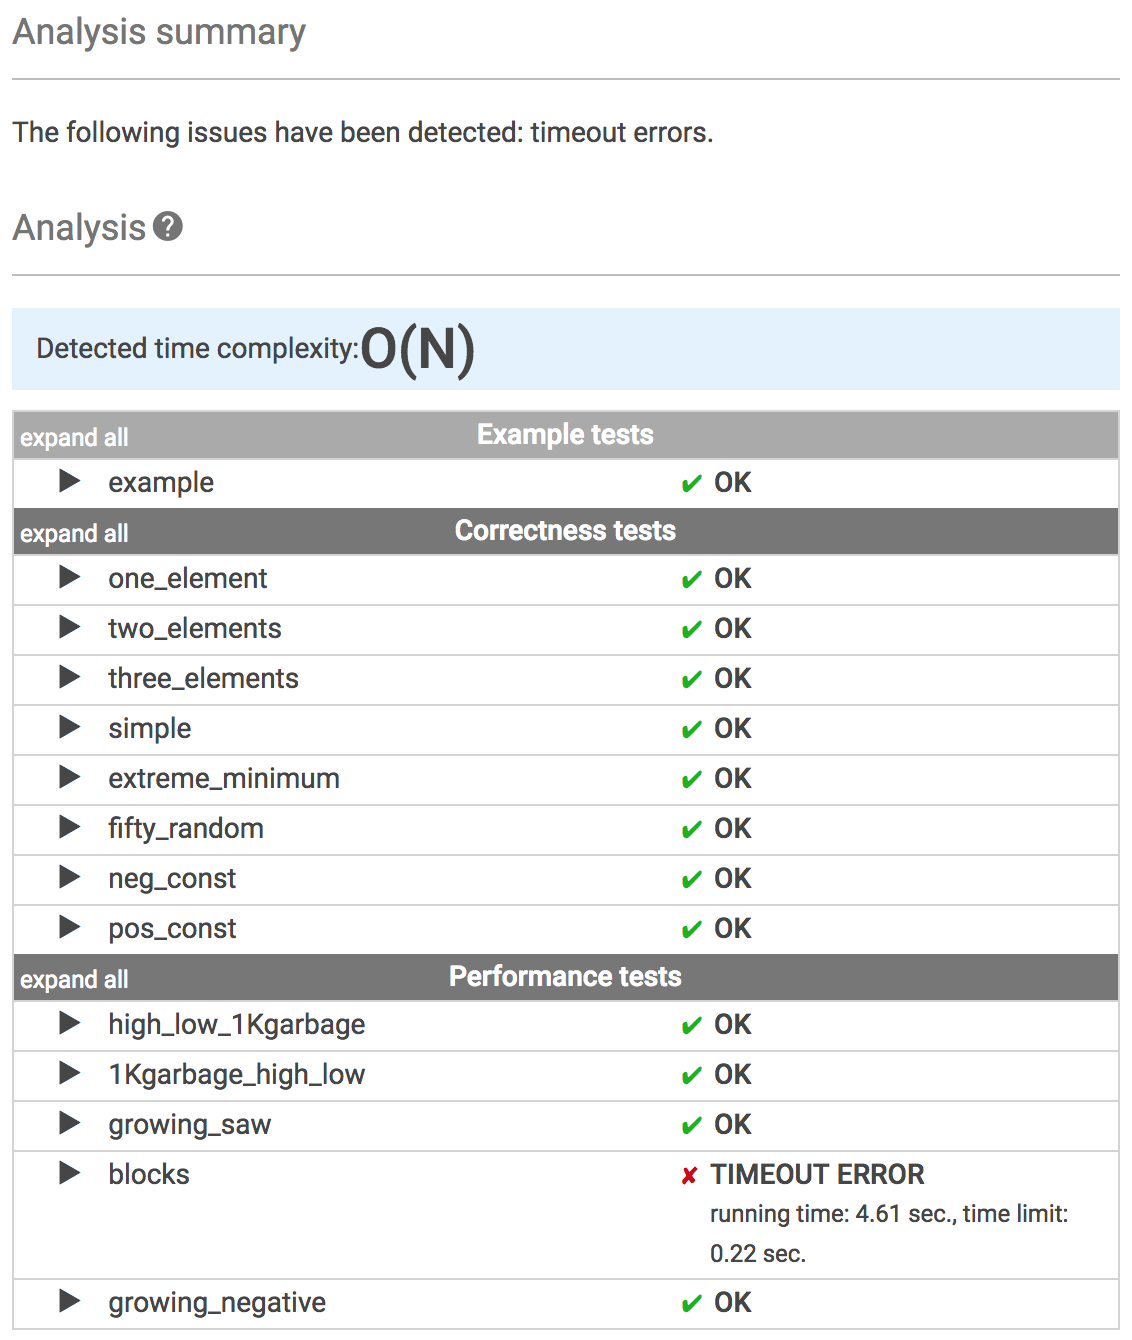 Analysis summary
The following issues have been detected: timeout errors.
Analysis ?
Detected time complexity: O(N)
expand all Example tests
example ✔ OK
expand all Correctness tests
one_element ✔ OK
two_elements ✔ OK
three_elements ✔ OK
simple ✔ OK
extreme_minimum ✔ OK
fifty_random ✔ OK
neg_const ✔ OK
pos_const ✔ OK
expand all Performance tests
high_low_1Kgarbage ✔ OK
1Kgarbage_high_low ✔ OK
growing_saw ✔ OK
blocks ✘ TIMEOUT ERROR
running time: 4.61 sec., time limit:
0.22 sec.
growing_negative ✔ OK